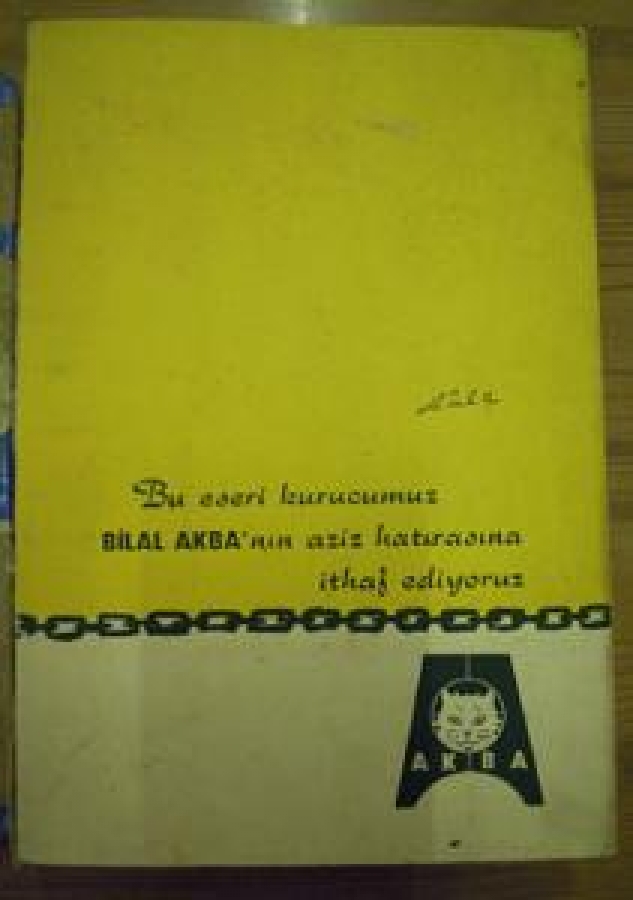 Bu eseri kurucumuz
BİLAL AKBA'nın aziz hatırasına
ithaf ediyoruz
AKBA